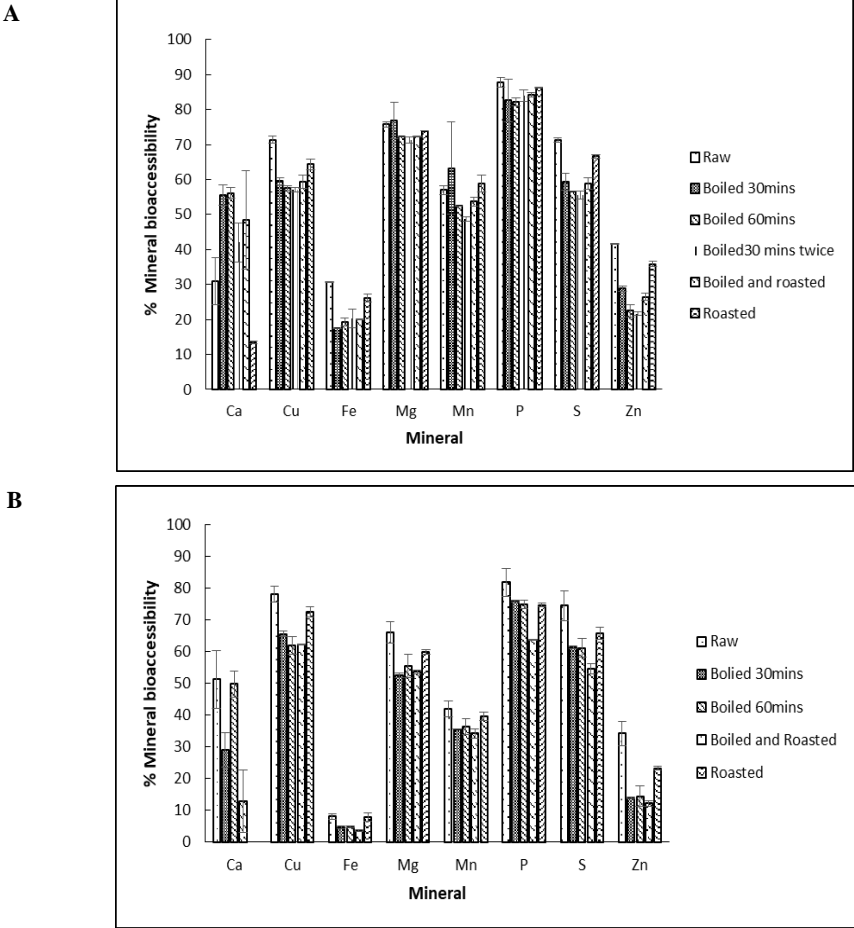 A
100
90
80
70
60
50
40
30
20
10
0
% Mineral bioaccessibility
Ca Cu Fe Mg Mn P S Zn
Mineral
Raw
Boiled 30mins
Boiled 60mins
Boiled30 mins twice
Boiled and roasted
Roasted
B
100
90
80
70
60
50
40
30
20
10
0
% Mineral bioaccessibility
Ca Cu Fe Mg Mn P S Zn
Mineral
Raw
Bolied 30mins
Boiled 60mins
Boiled and Roasted
Roasted